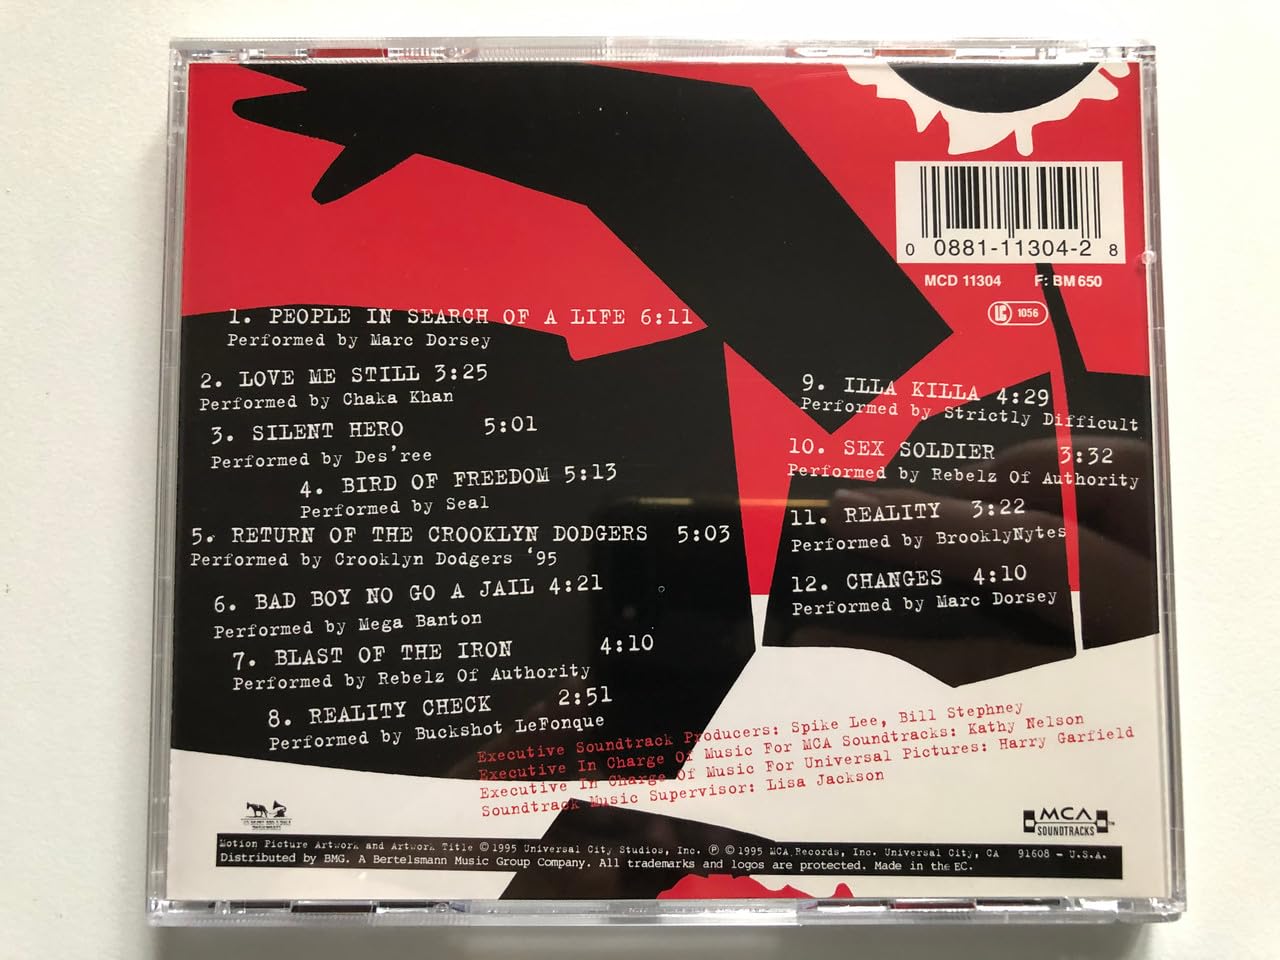 0 0881-11304-2 8
MCD 11304 F: BM 650
LC 1056
1. PEOPLE IN SEARCH OF A LIFE 6:11
Performed by Marc Dorsey
2. LOVE ME STILL 3:25
Performed by Chaka Khan
3. SILENT HERO 5:01
Performed by Des'ree
4. BIRD OF FREEDOM 5:13
Performed by Seal
5. RETURN OF THE CROOKLYN DODGERS 5:03
Performed by Crooklyn Dodgers '95
6. BAD BOY NO GO A JAIL 4:21
Performed by Mega Banton
7. BLAST OF THE IRON 4:10
Performed by Rebelz Of Authority
8. REALITY CHECK 2:51
Performed by Buckshot LeFonque
9. ILLA KILLA 4:29
Performed by Strictly Difficult
10. SEX SOLDIER 3:32
Performed by Rebelz Of Authority
11. REALITY 3:22
Performed by BrooklyNytes
12. CHANGES 4:10
Performed by Marc Dorsey
Executive Soundtrack Producers: Spike Lee, Bill Stephney
Executive In Charge Of Music For MCA Soundtracks: Kathy Nelson
Executive In Charge Of Music For Universal Pictures: Harry Garfield
Soundtrack Music Supervisor: Lisa Jackson
MCA
SOUNDTRACKS™
Motion Picture Artwork and Artwork Title © 1995 Universal City Studios, Inc. ℗ © 1995 MCA Records, Inc. Universal City, CA 91608 - U.S.A.
Distributed by BMG. A Bertelsmann Music Group Company. All trademarks and logos are protected. Made in the EC.